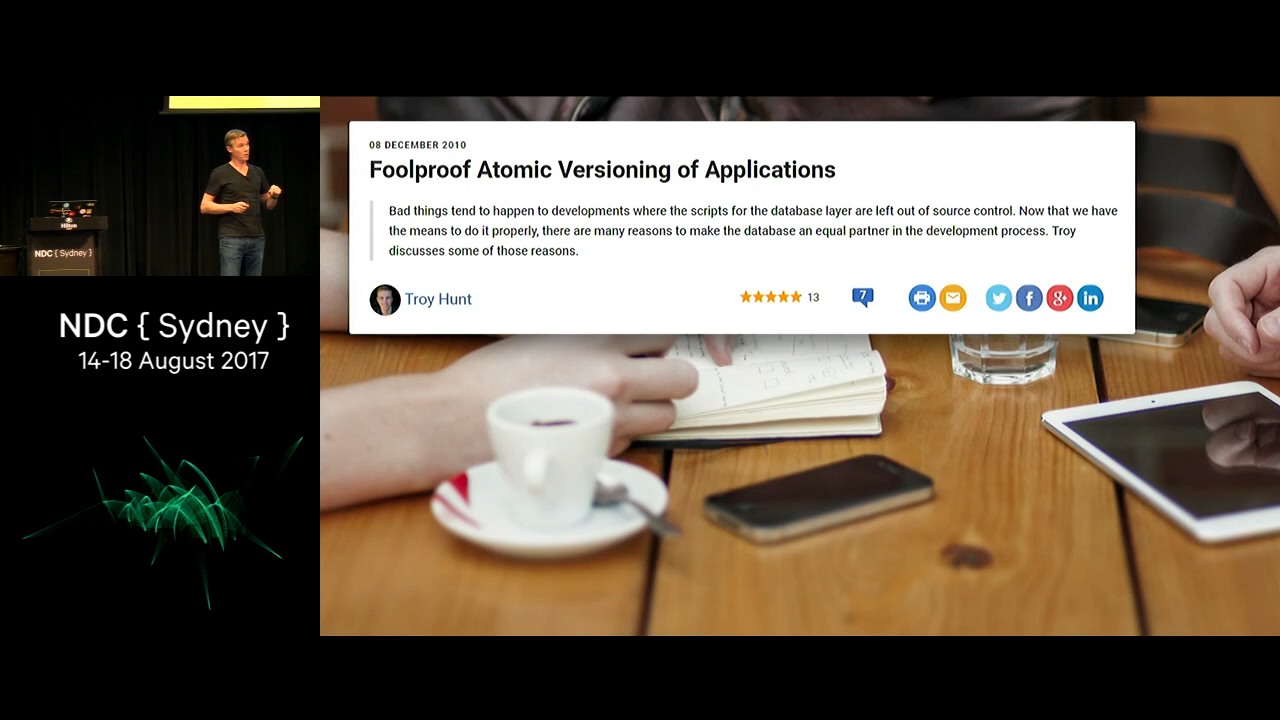 Hilton
NDC { Sydney }
NDC { Sydney }
14-18 August 2017
08 DECEMBER 2010
Foolproof Atomic Versioning of Applications
Bad things tend to happen to developments where the scripts for the database layer are left out of source control. Now that we have
the means to do it properly, there are many reasons to make the database an equal partner in the development process. Troy
discusses some of those reasons.
Troy Hunt
13
7